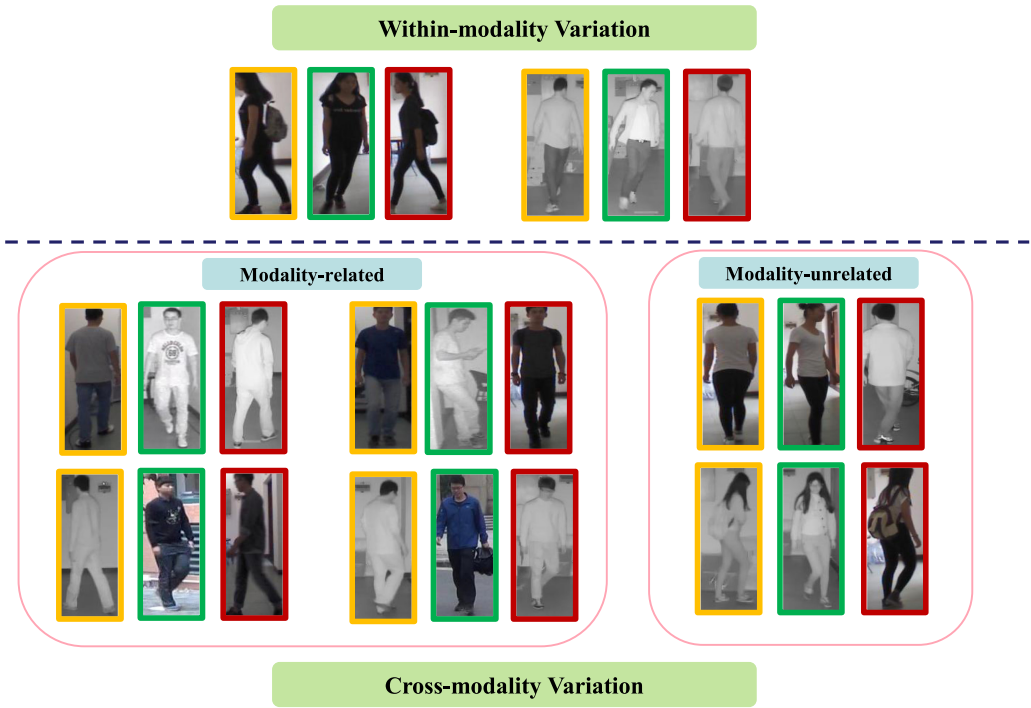 Within-modality Variation
Modality-related
Modality-unrelated
Cross-modality Variation